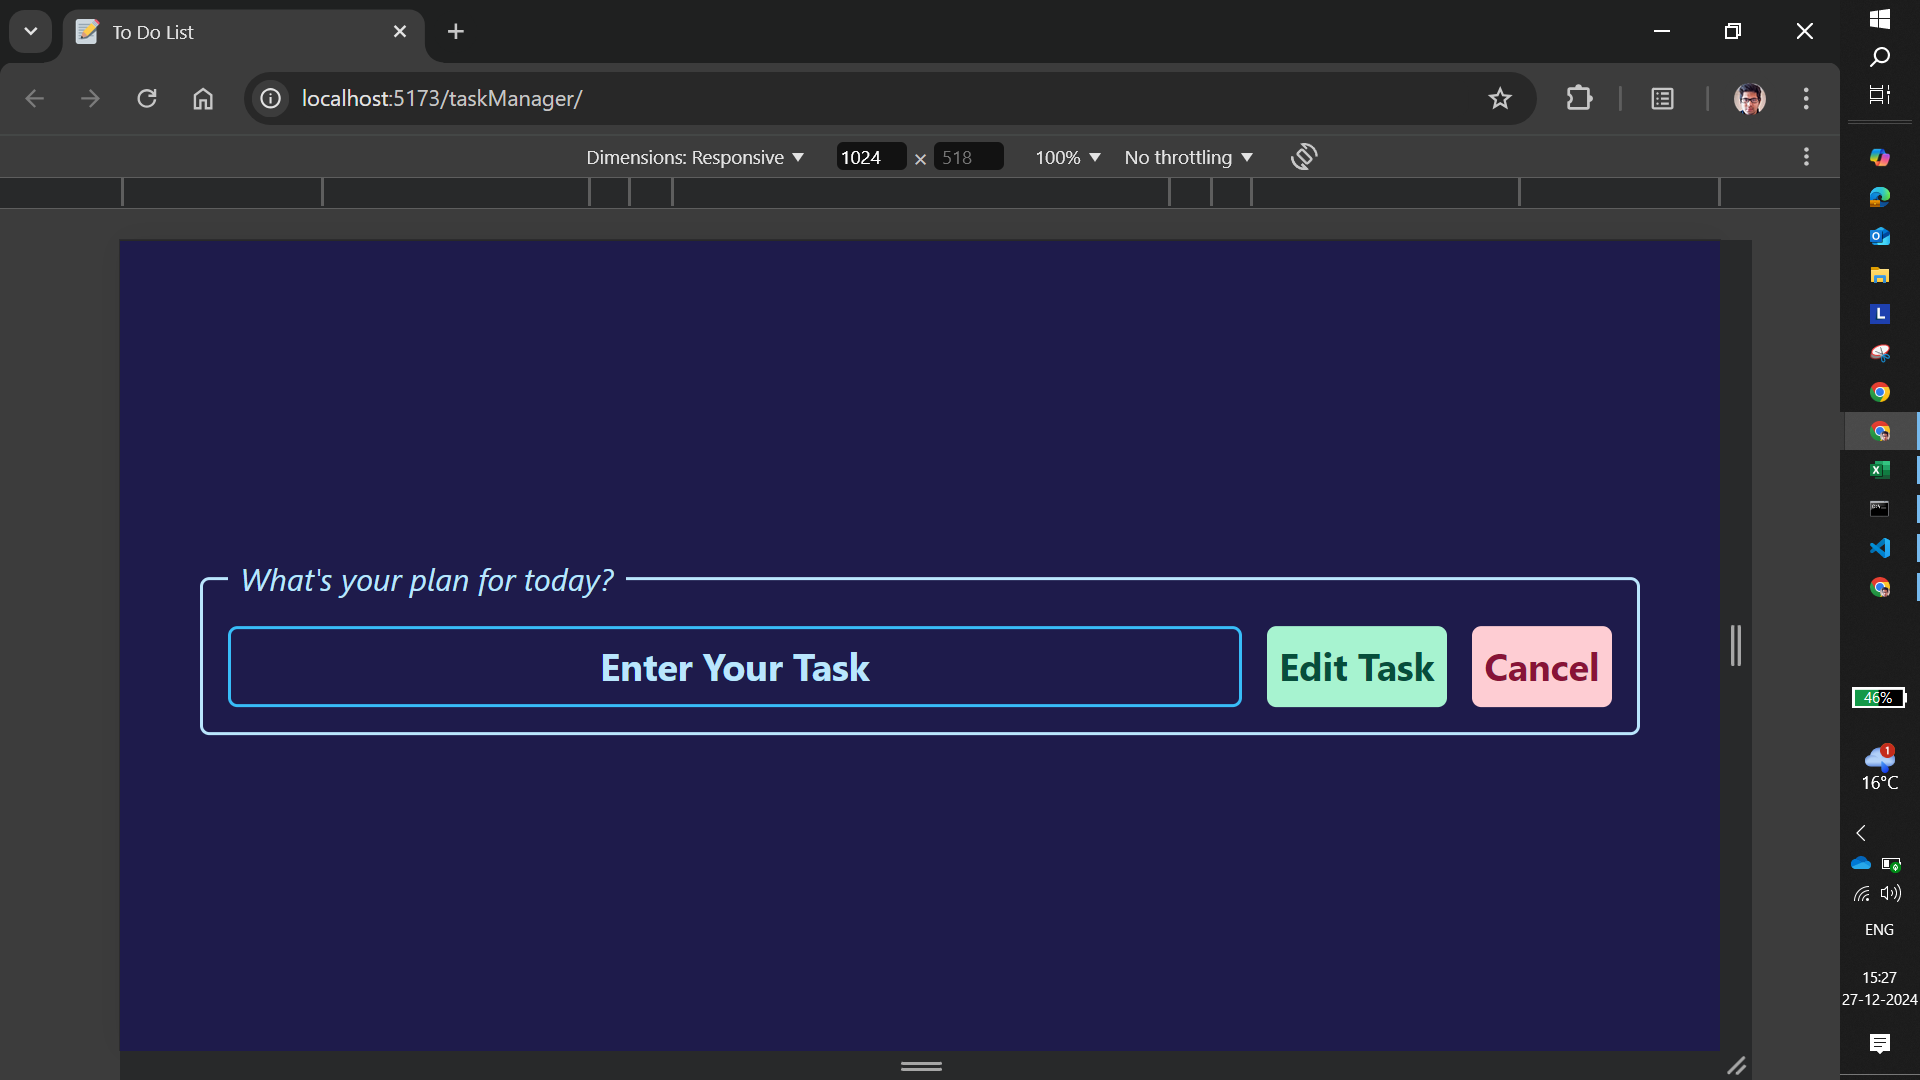 To Do List
localhost:5173/taskManager/
Dimensions: Responsive 1024 × 518 100% No throttling
What's your plan for today?
Enter Your Task
Edit Task
Cancel
L
46%
1
16°C
ENG
15:27
27-12-2024